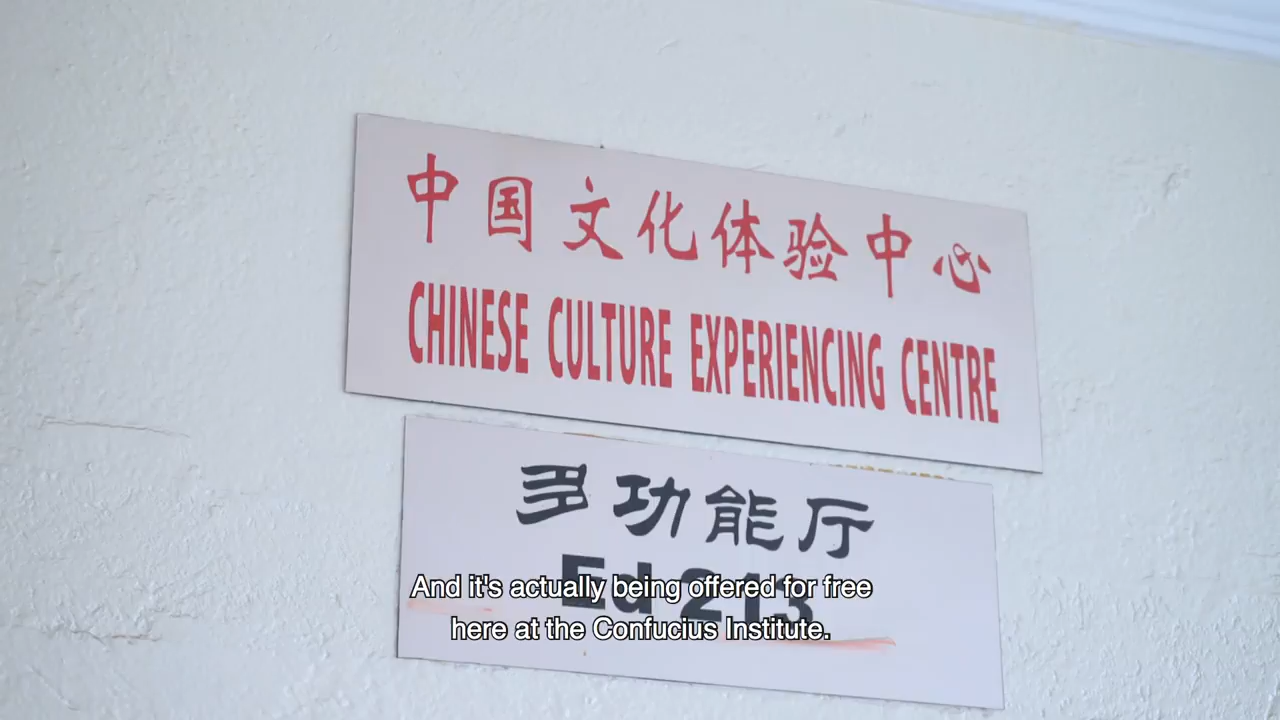 中国文化体验中心
CHINESE CULTURE EXPERIENCING CENTRE
多功能厅
Ed 213
And it's actually being offered for free
here at the Confucius Institute.